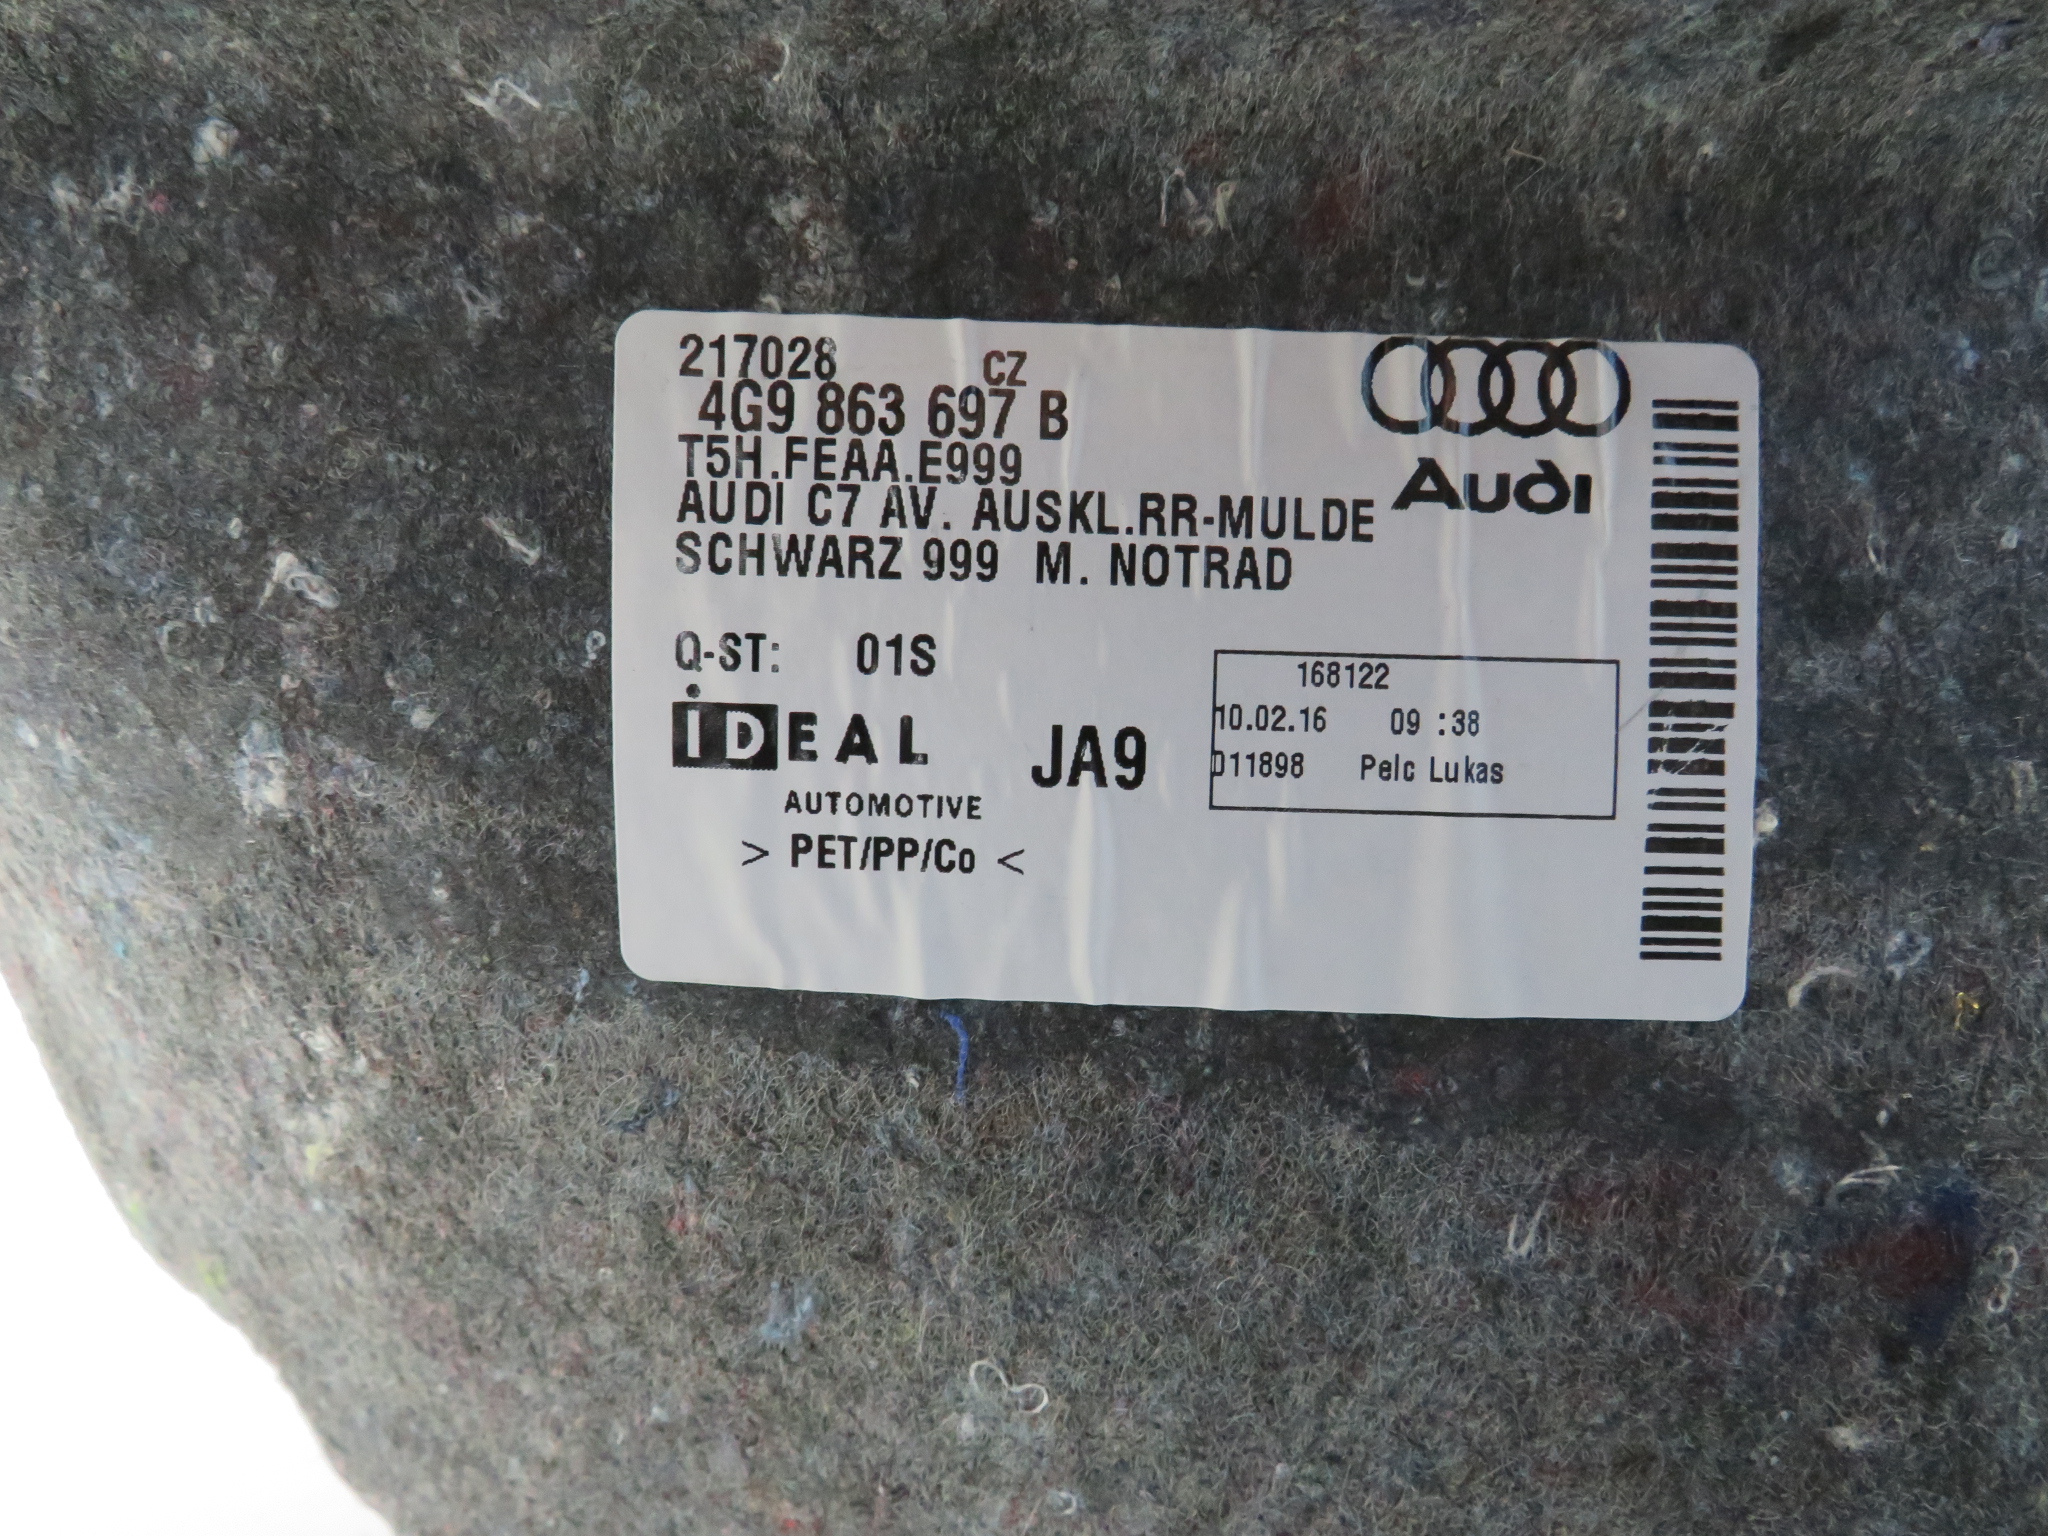 217028 CZ
4G9 863 697 B
T5H.FEAA.E999
AUDI C7 AV. AUSKL.RR-MULDE
SCHWARZ 999 M. NOTRAD
Audi
Q-ST: 01S
iDEAL
AUTOMOTIVE
JA9
> PET/PP/Co <
168122
10.02.16 09 :38
D11898 Pelc Lukas